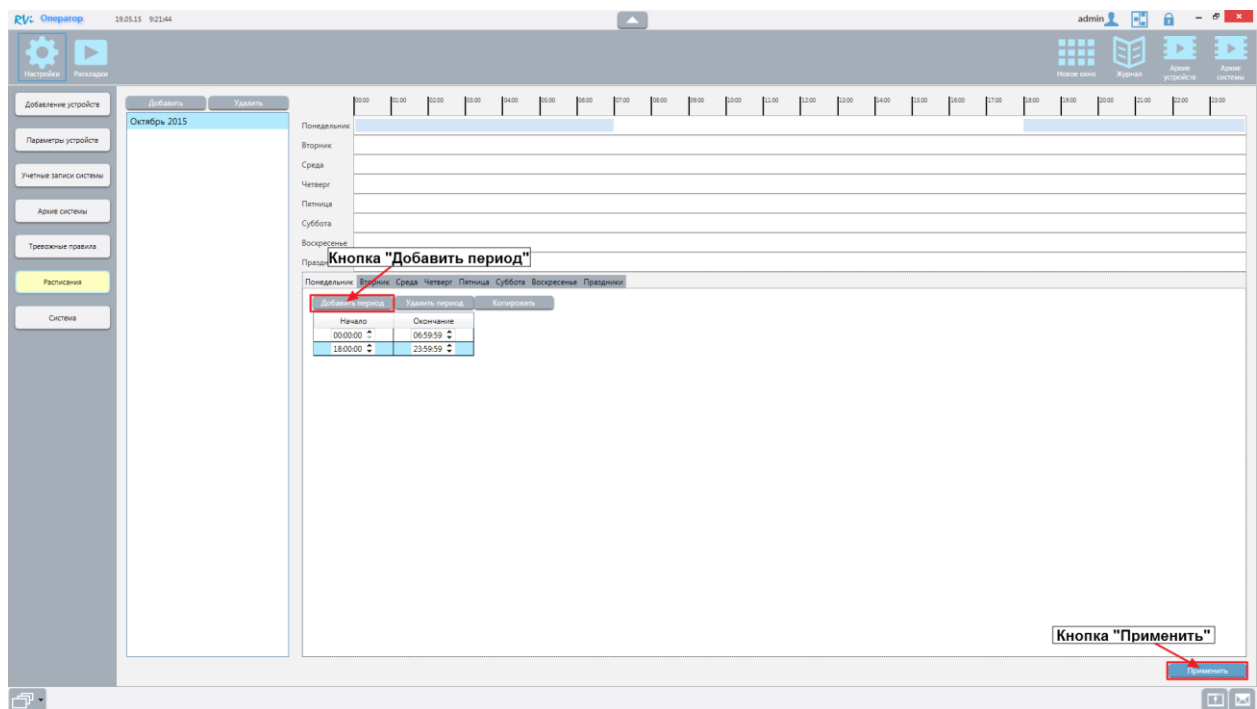 RVi Оператор 19.05.15 9:21:44 admin
Настройки Раскладки Новое окно Журнал Архив устройств Архив системы
Добавление устройств
Параметры устройств
Учетные записи системы
Архив системы
Тревожные правила
Расписания
Система
Добавить Удалить
Октябрь 2015
00:00 01:00 02:00 03:00 04:00 05:00 06:00 07:00 08:00 09:00 10:00 11:00 12:00 13:00 14:00 15:00 16:00 17:00 18:00 19:00 20:00 21:00 22:00 23:00
Понедельник
Вторник
Среда
Четверг
Пятница
Суббота
Воскресенье
Кнопка "Добавить период"
Понедельник Вторник Среда Четверг Пятница Суббота Воскресенье Праздники
Добавить период Удалить период Копировать
Начало Окончание
00:00:00 06:59:59
18:00:00 23:59:59
Кнопка "Применить"
Применить